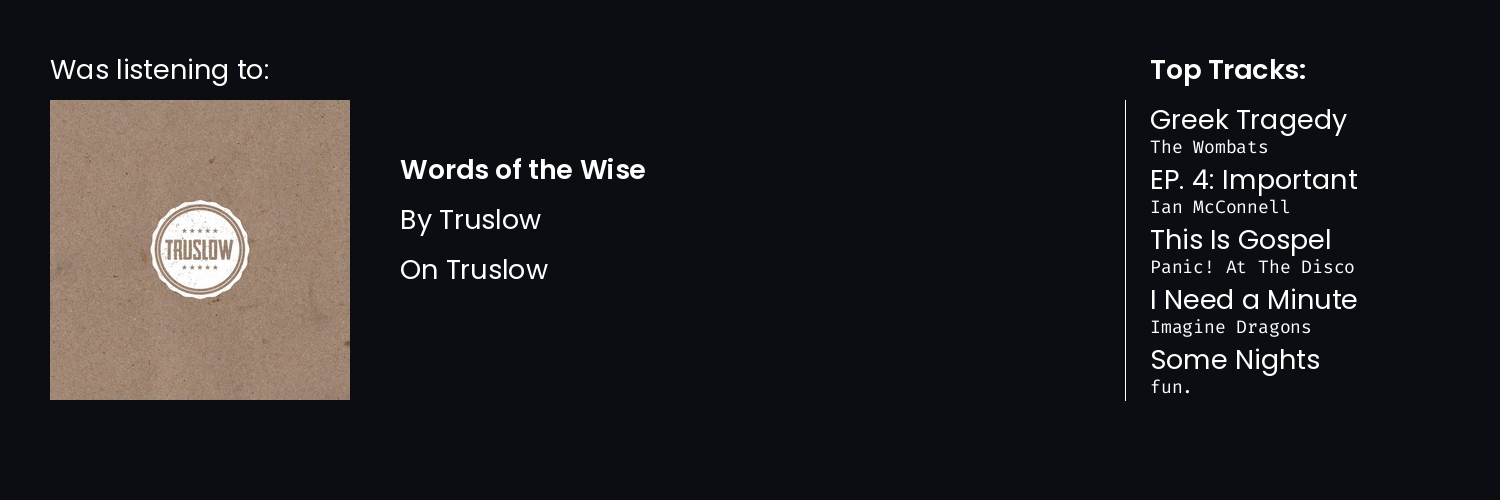 Was listening to:
TRUSLOW
Words of the Wise
By Truslow
On Truslow
Top Tracks:
Greek Tragedy
The Wombats
EP. 4: Important
Ian McConnell
This Is Gospel
Panic! At The Disco
I Need a Minute
Imagine Dragons
Some Nights
fun.